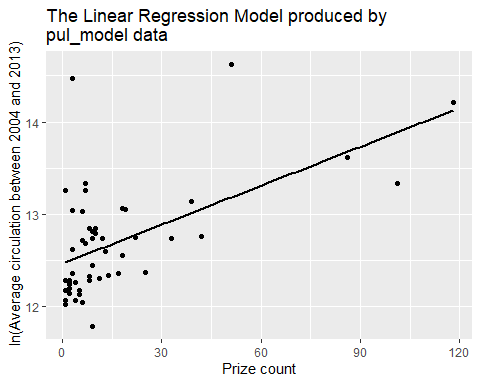 The Linear Regression Model produced by
pul_model data
ln(Average circulation between 2004 and 2013)
14
13
12
0
30
60
90
120
Prize count